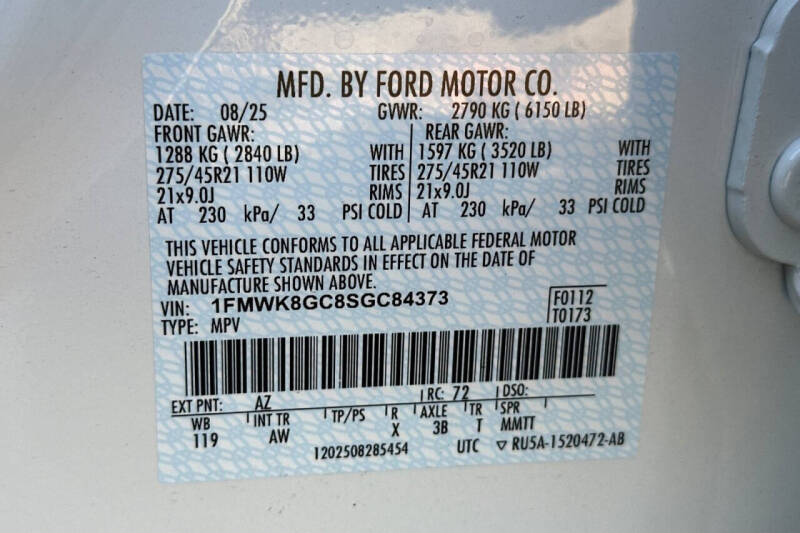 MFD. BY FORD MOTOR CO.
DATE: 08/25 GVWR: 2790 KG ( 6150 LB)
FRONT GAWR: REAR GAWR:
1288 KG ( 2840 LB) WITH 1597 KG ( 3520 LB) WITH
275/45R21 110W TIRES 275/45R21 110W TIRES
21x9.0J RIMS 21x9.0J RIMS
AT 230 kPa/ 33 PSI COLD AT 230 kPa/ 33 PSI COLD
THIS VEHICLE CONFORMS TO ALL APPLICABLE FEDERAL MOTOR
VEHICLE SAFETY STANDARDS IN EFFECT ON THE DATE OF
MANUFACTURE SHOWN ABOVE.
VIN: 1FMWK8GC8SGC84373 F0112
TYPE: MPV T0173
EXT PNT: AZ RC: 72 DSO:
WB INT TR TP/PS R AXLE TR SPR
119 AW X 3B T MMTT
1202508285454 UTC ▽ RU5A-1520472-AB